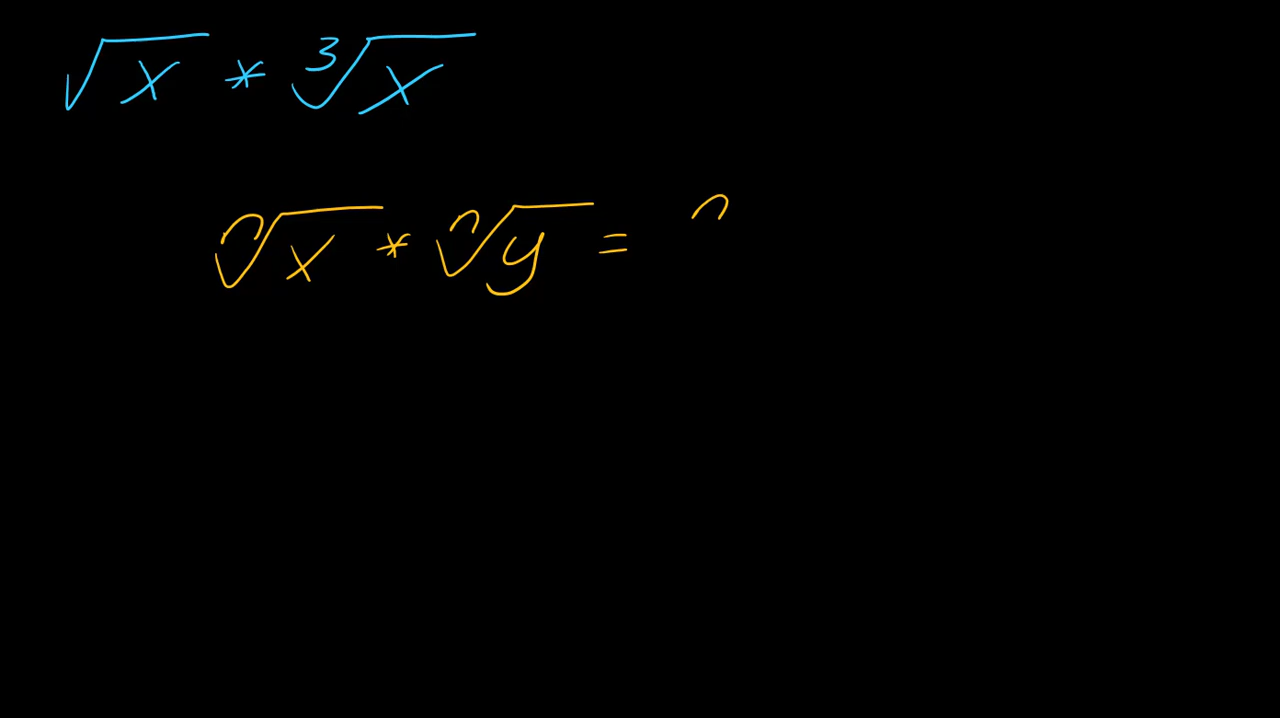 √x * ³√x
ⁿ√x * ⁿ√y = n